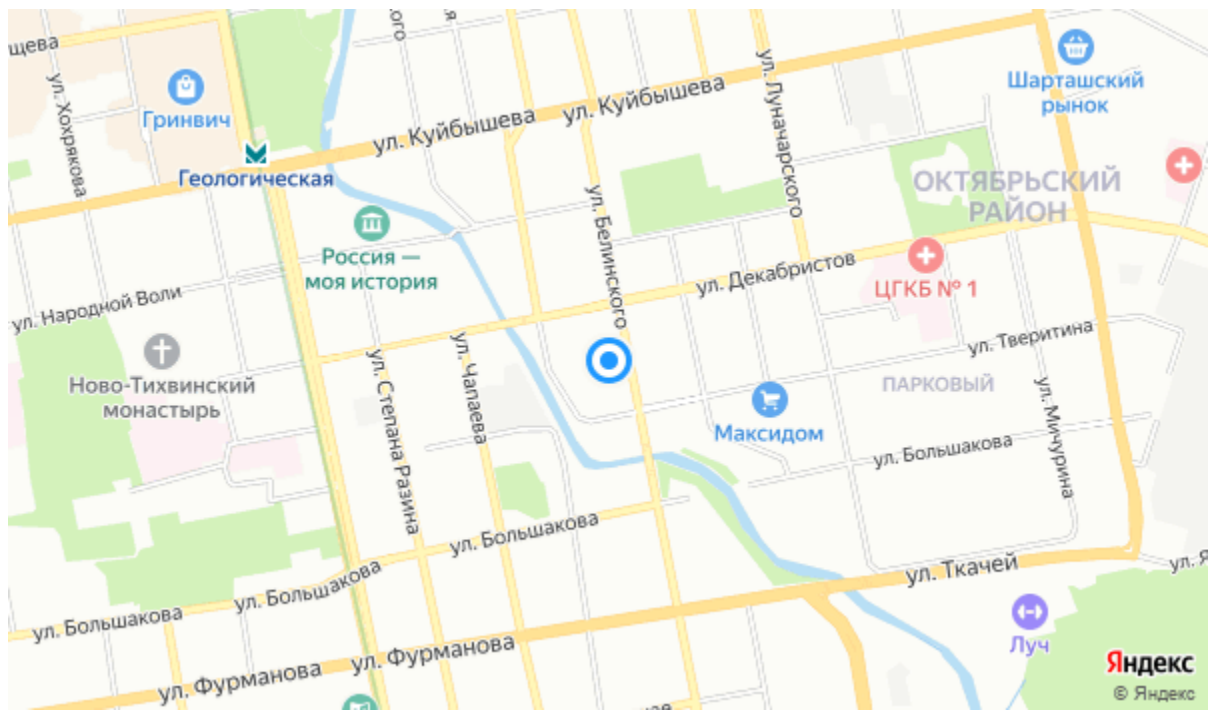 щева
ул. Хохрякова
Гринвич
ул. Куйбышева
ул. Куйбышева
ул. Луначарского
Шарташский
рынок
Геологическая
ОКТЯБРЬСКИЙ
РАЙОН
Россия —
моя история
ул. Белинского
ул. Декабристов
ЦГКБ № 1
ул. Народной Воли
Ново-Тихвинский
монастырь
ул. Степана Разина
ул. Чапаева
ул. Тверитина
ПАРКОВЫЙ
Максидом
ул. Мичурина
ул. Большакова
ул. Большакова
ул. Большакова
ул. Большакова
ул. Ткачей
ул. Я
Луч
ул. Фурманова
ул. Фурманова
Яндекс
© Яндекс